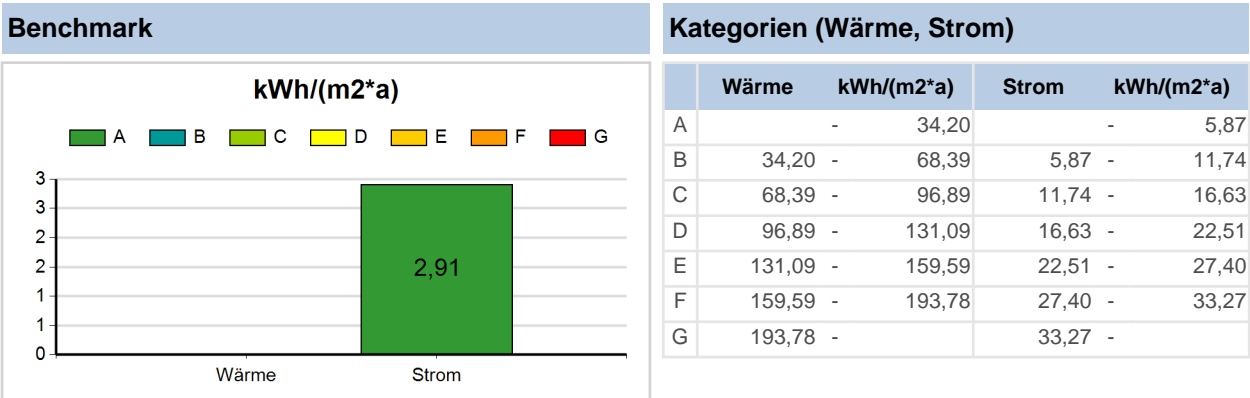 Benchmark
kWh/(m2*a)
A B C D E F G
3
3
2
2
1
1
0
2,91
Wärme Strom
Kategorien (Wärme, Strom)
Wärme kWh/(m2*a) Strom kWh/(m2*a)
A - 34,20 - 5,87
B 34,20 - 68,39 5,87 - 11,74
C 68,39 - 96,89 11,74 - 16,63
D 96,89 - 131,09 16,63 - 22,51
E 131,09 - 159,59 22,51 - 27,40
F 159,59 - 193,78 27,40 - 33,27
G 193,78 - 33,27 -